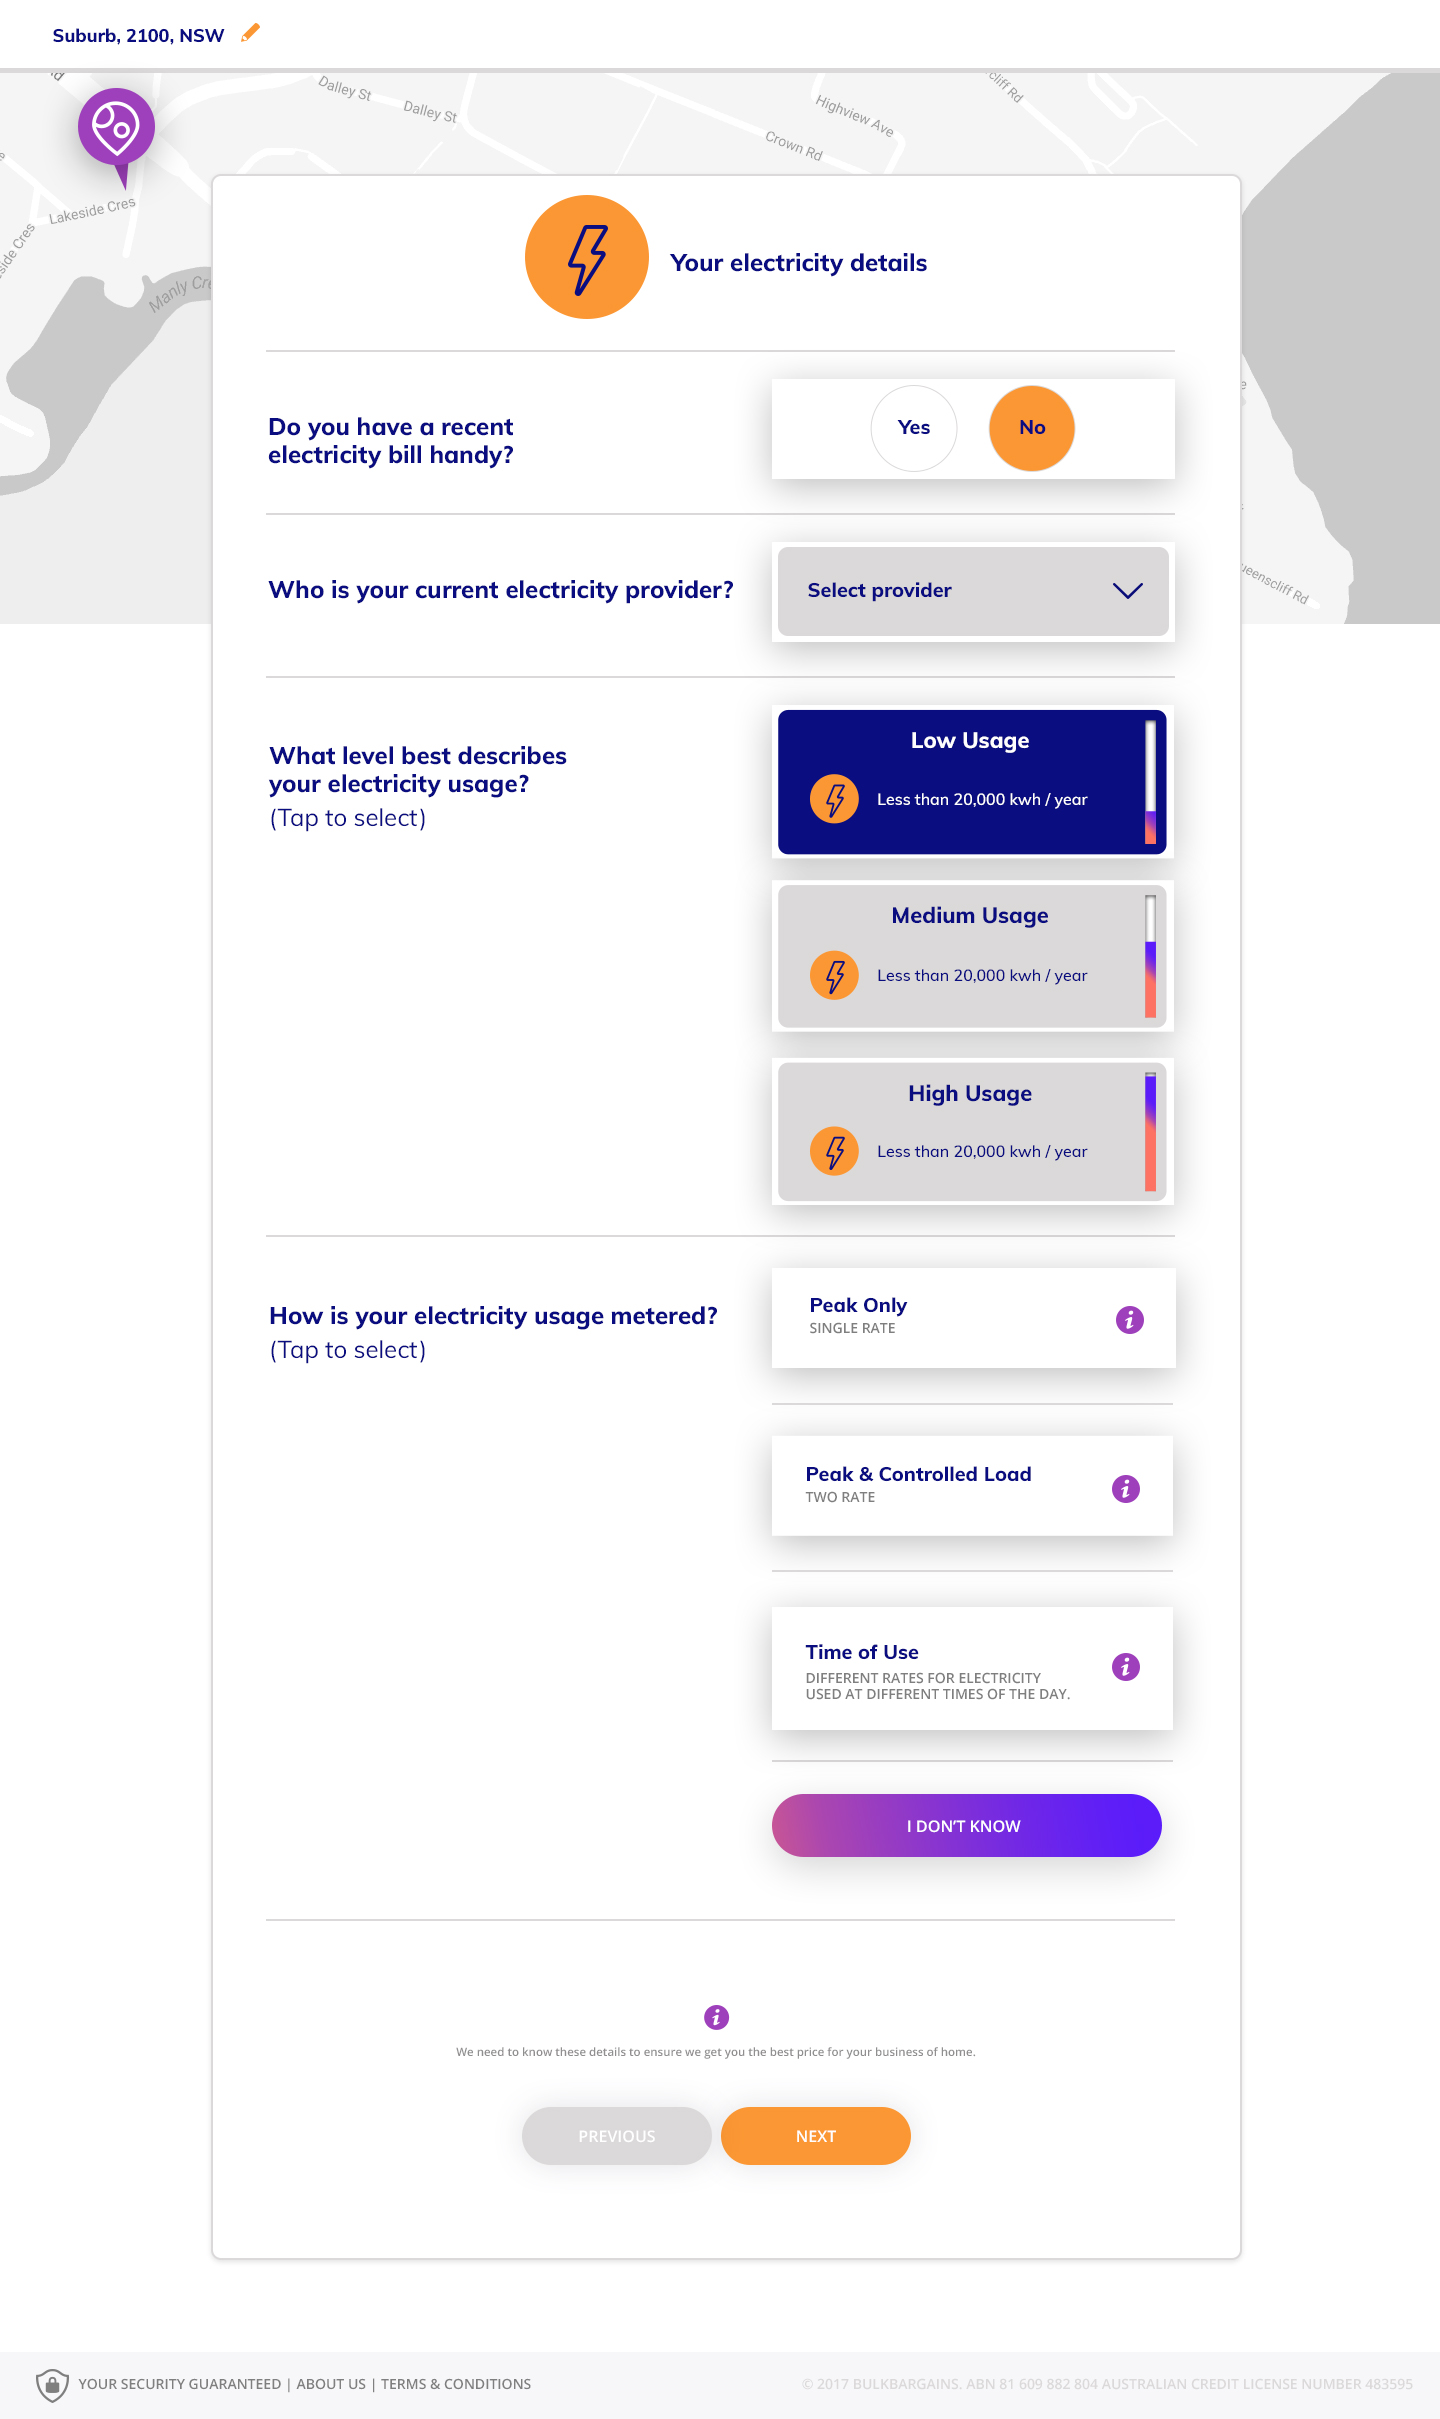 Suburb, 2100, NSW
Dalley St
Dalley St
Highview Ave
Crown Rd
cliff Rd
Lakeside Cres
side Cres
Manly Cre
Your electricity details
Do you have a recent
electricity bill handy?
Yes
No
Who is your current electricity provider?
Select provider
ueenscliff Rd
What level best describes
your electricity usage?
(Tap to select)
Low Usage
Less than 20,000 kwh / year
Medium Usage
Less than 20,000 kwh / year
High Usage
Less than 20,000 kwh / year
How is your electricity usage metered?
(Tap to select)
Peak Only
SINGLE RATE
i
Peak & Controlled Load
TWO RATE
i
Time of Use
DIFFERENT RATES FOR ELECTRICITY
USED AT DIFFERENT TIMES OF THE DAY.
i
I DON'T KNOW
i
We need to know these details to ensure we get you the best price for your business of home.
PREVIOUS
NEXT
YOUR SECURITY GUARANTEED | ABOUT US | TERMS & CONDITIONS
© 2017 BULKBARGAINS. ABN 81 609 882 804 AUSTRALIAN CREDIT LICENSE NUMBER 483595